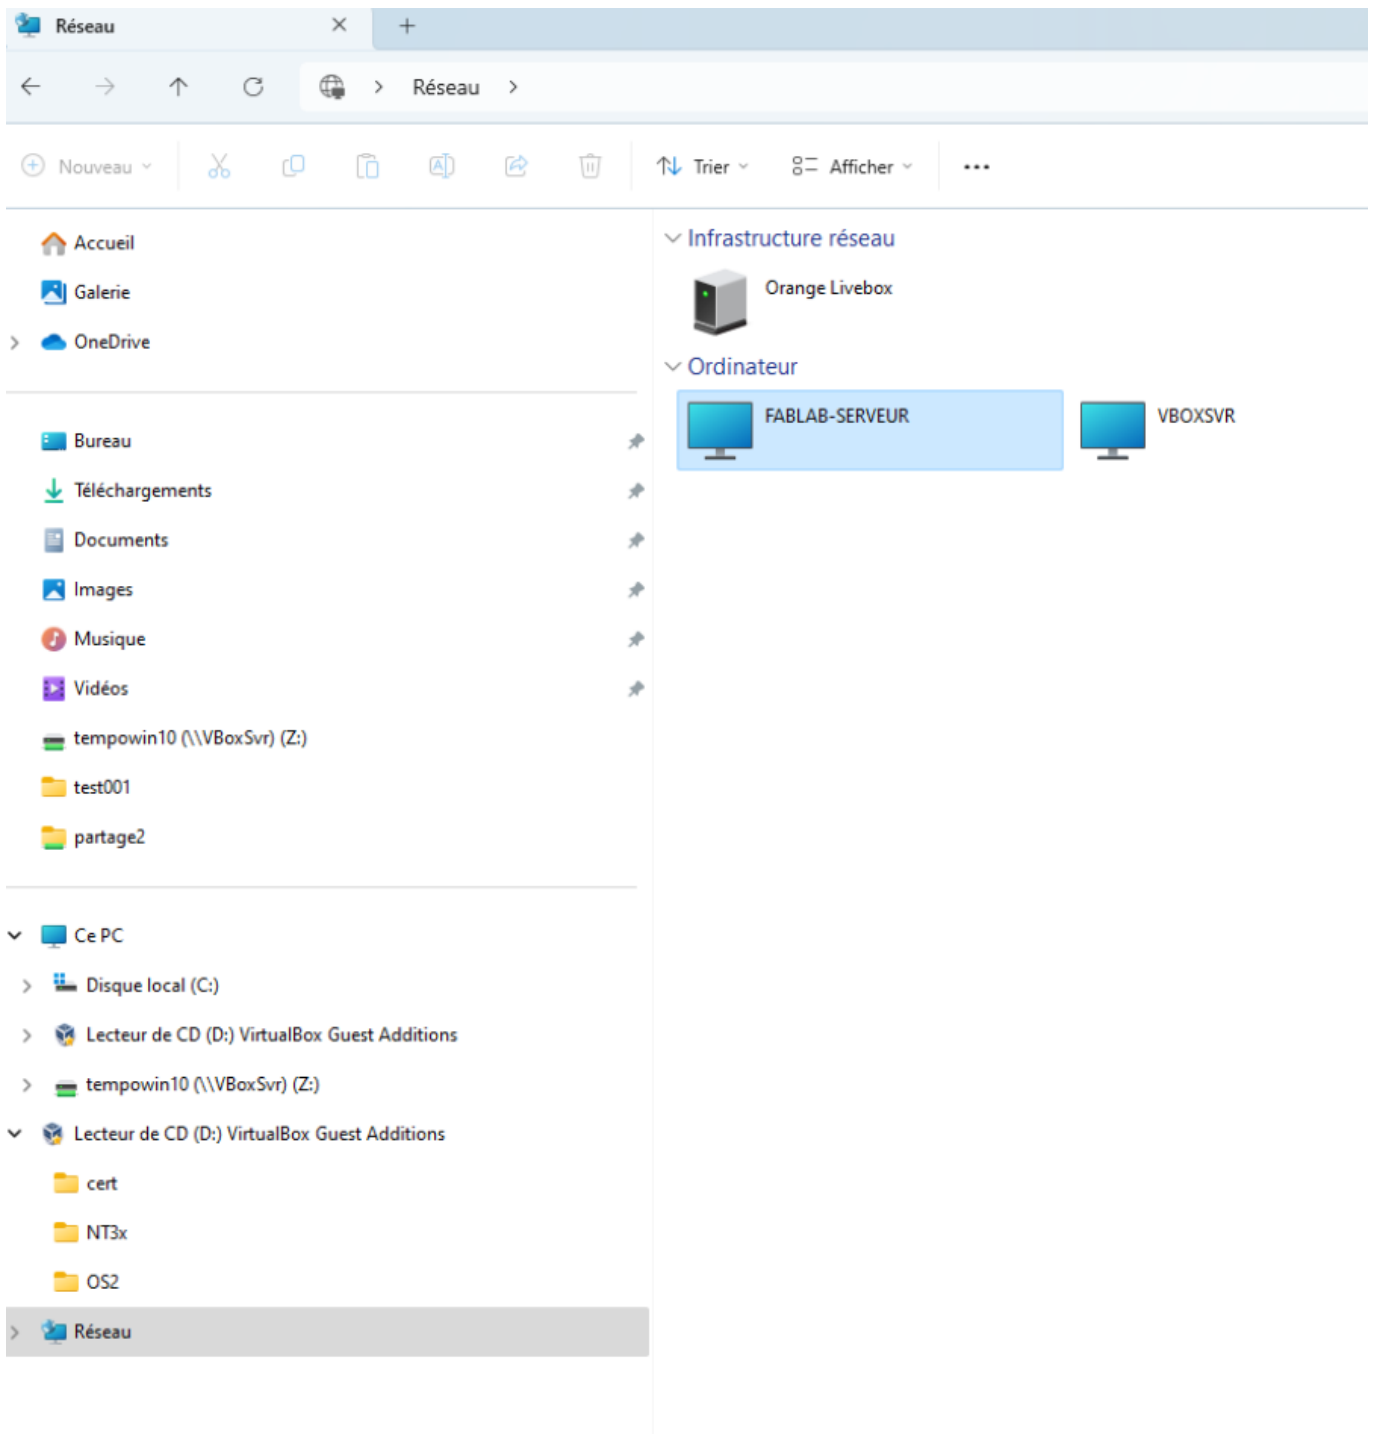 Réseau
Réseau
Nouveau
Trier
Afficher
Accueil
Galerie
OneDrive
Bureau
Téléchargements
Documents
Images
Musique
Vidéos
tempowin10 (\\VBoxSvr) (Z:)
test001
partage2
Ce PC
Disque local (C:)
Lecteur de CD (D:) VirtualBox Guest Additions
tempowin10 (\\VBoxSvr) (Z:)
Lecteur de CD (D:) VirtualBox Guest Additions
cert
NT3x
OS2
Réseau
Infrastructure réseau
Orange Livebox
Ordinateur
FABLAB-SERVEUR
VBOXSVR